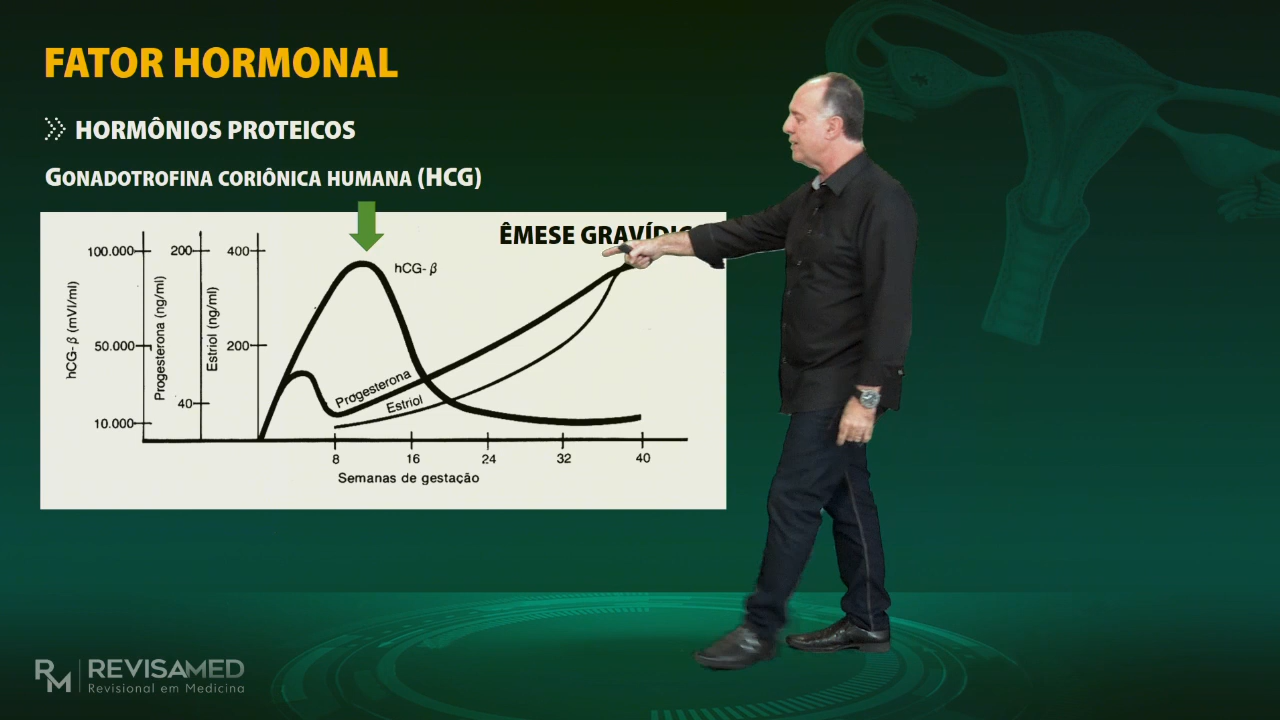 FATOR HORMONAL
HORMÔNIOS PROTEICOS
GONADOTROFINA CORIÔNICA HUMANA (HCG)
ÊMESE
100.000
200
400
hCG- β
hCG- β (mVI/ml)
Progesterona (ng/ml)
Estriol (ng/ml)
50.000
200
Progesterona
Estriol
40
10.000
8
16
24
32
40
Semanas de gestação
RM
REVISAMED
Revisional em Medicina